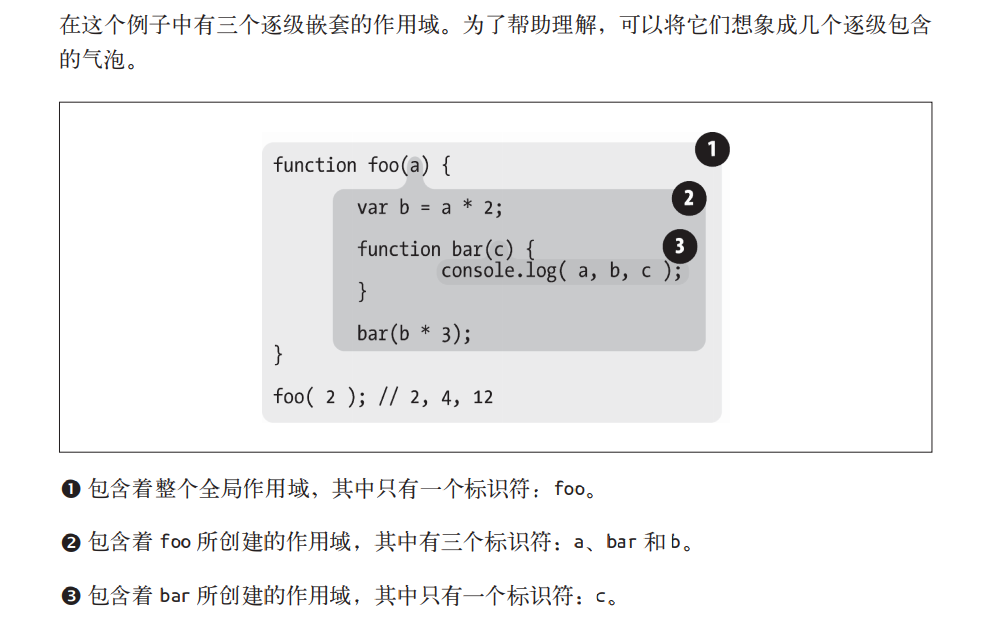 在这个例子中有三个逐级嵌套的作用域。为了帮助理解，可以将它们想象成几个逐级包含
的气泡。
❶
function foo(a) {
❷
var b = a * 2;
❸
function bar(c) {
console.log( a, b, c );
}
bar(b * 3);
}
foo( 2 ); // 2, 4, 12
❶ 包含着整个全局作用域，其中只有一个标识符：foo。
❷ 包含着 foo 所创建的作用域，其中有三个标识符：a、bar 和 b。
❸ 包含着 bar 所创建的作用域，其中只有一个标识符：c。